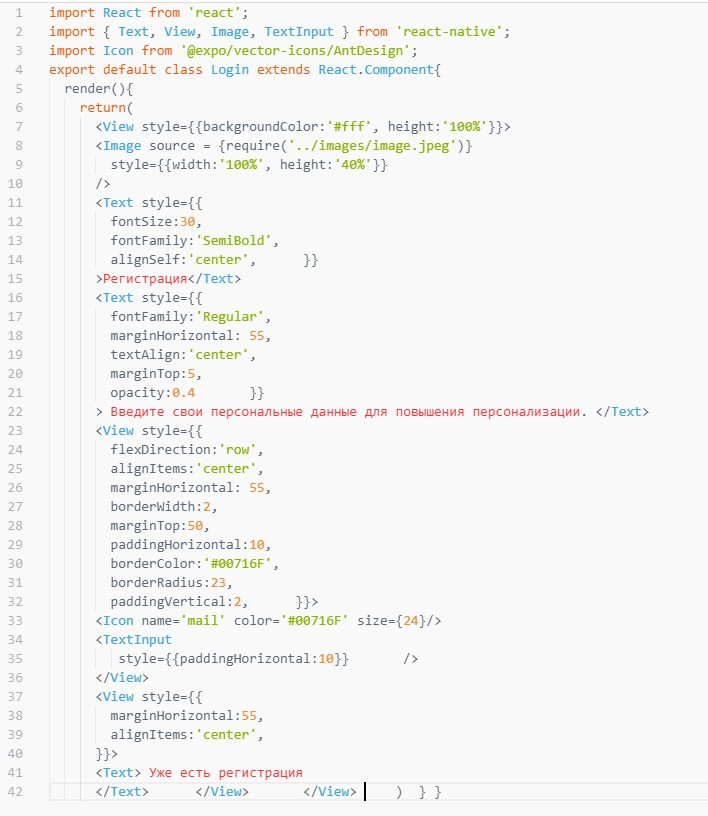 1 import React from 'react';
2 import { Text, View, Image, TextInput } from 'react-native';
3 import Icon from '@expo/vector-icons/AntDesign';
4 export default class Login extends React.Component{
5   render(){
6     return(
7       <View style={{backgroundColor:'#fff', height:'100%'}}>
8       <Image source = {require('../images/image.jpeg')}
9         style={{width:'100%', height:'40%'}}
10       />
11       <Text style={{
12         fontSize:30,
13         fontFamily:'SemiBold',
14         alignSelf:'center',      }}
15       >Регистрация</Text>
16       <Text style={{
17         fontFamily:'Regular',
18         marginHorizontal: 55,
19         textAlign:'center',
20         marginTop:5,
21         opacity:0.4       }}
22       > Введите свои персональные данные для повышения персонализации. </Text>
23       <View style={{
24         flexDirection:'row',
25         alignItems:'center',
26         marginHorizontal: 55,
27         borderWidth:2,
28         marginTop:50,
29         paddingHorizontal:10,
30         borderColor:'#00716F',
31         borderRadius:23,
32         paddingVertical:2,      }}>
33       <Icon name='mail' color='#00716F' size={24}/>
34       <TextInput
35          style={{paddingHorizontal:10}}       />
36       </View>
37       <View style={{
38         marginHorizontal:55,
39         alignItems:'center',
40       }}>
41       <Text> Уже есть регистрация
42       </Text>      </View>       </View>     )  } }